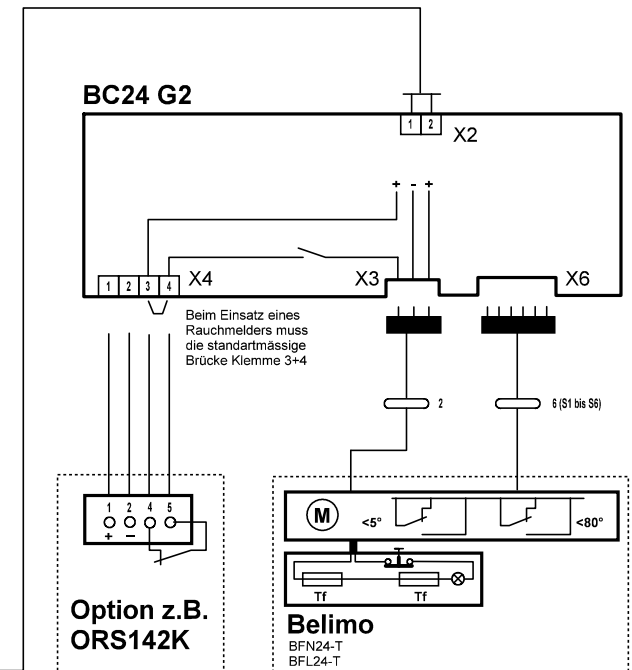 BC24 G2
1 2
X2
+ - +
X4
X3
X6
1 2 3 4
Beim Einsatz eines
Rauchmelders muss
die standartmässige
Brücke Klemme 3+4
2
6 (S1 bis S6)
1 2 4 5
+ −
M
<5°
<80°
Tf
Tf
Option z.B.
ORS142K
Belimo
BFN24-T
BFL24-T